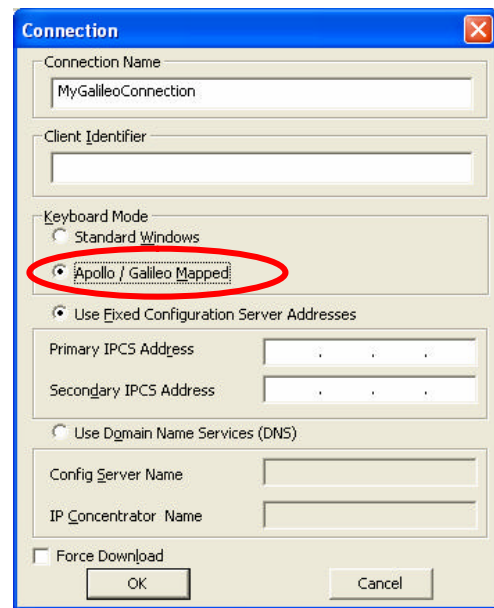 Connection
Connection Name
MyGalileoConnection
Client Identifier
Keyboard Mode
Standard Windows
Apollo / Galileo Mapped
Use Fixed Configuration Server Addresses
Primary IPCS Address . . .
Secondary IPCS Address . . .
Use Domain Name Services (DNS)
Config Server Name
IP Concentrator Name
Force Download
OK Cancel